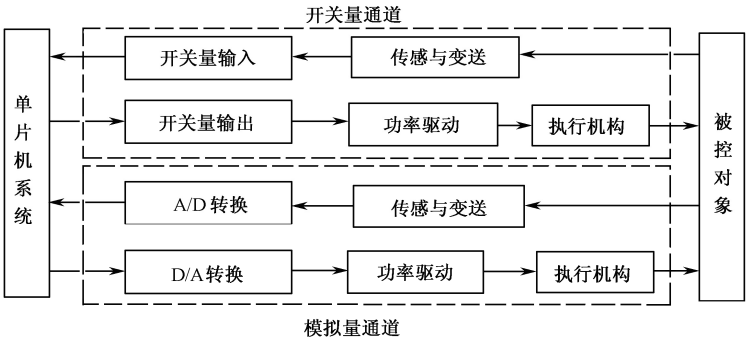 开关量通道
单片机系统
开关量输入
传感与变送
开关量输出
功率驱动
执行机构
被控对象
A/D转换
传感与变送
D/A转换
功率驱动
执行机构
模拟量通道